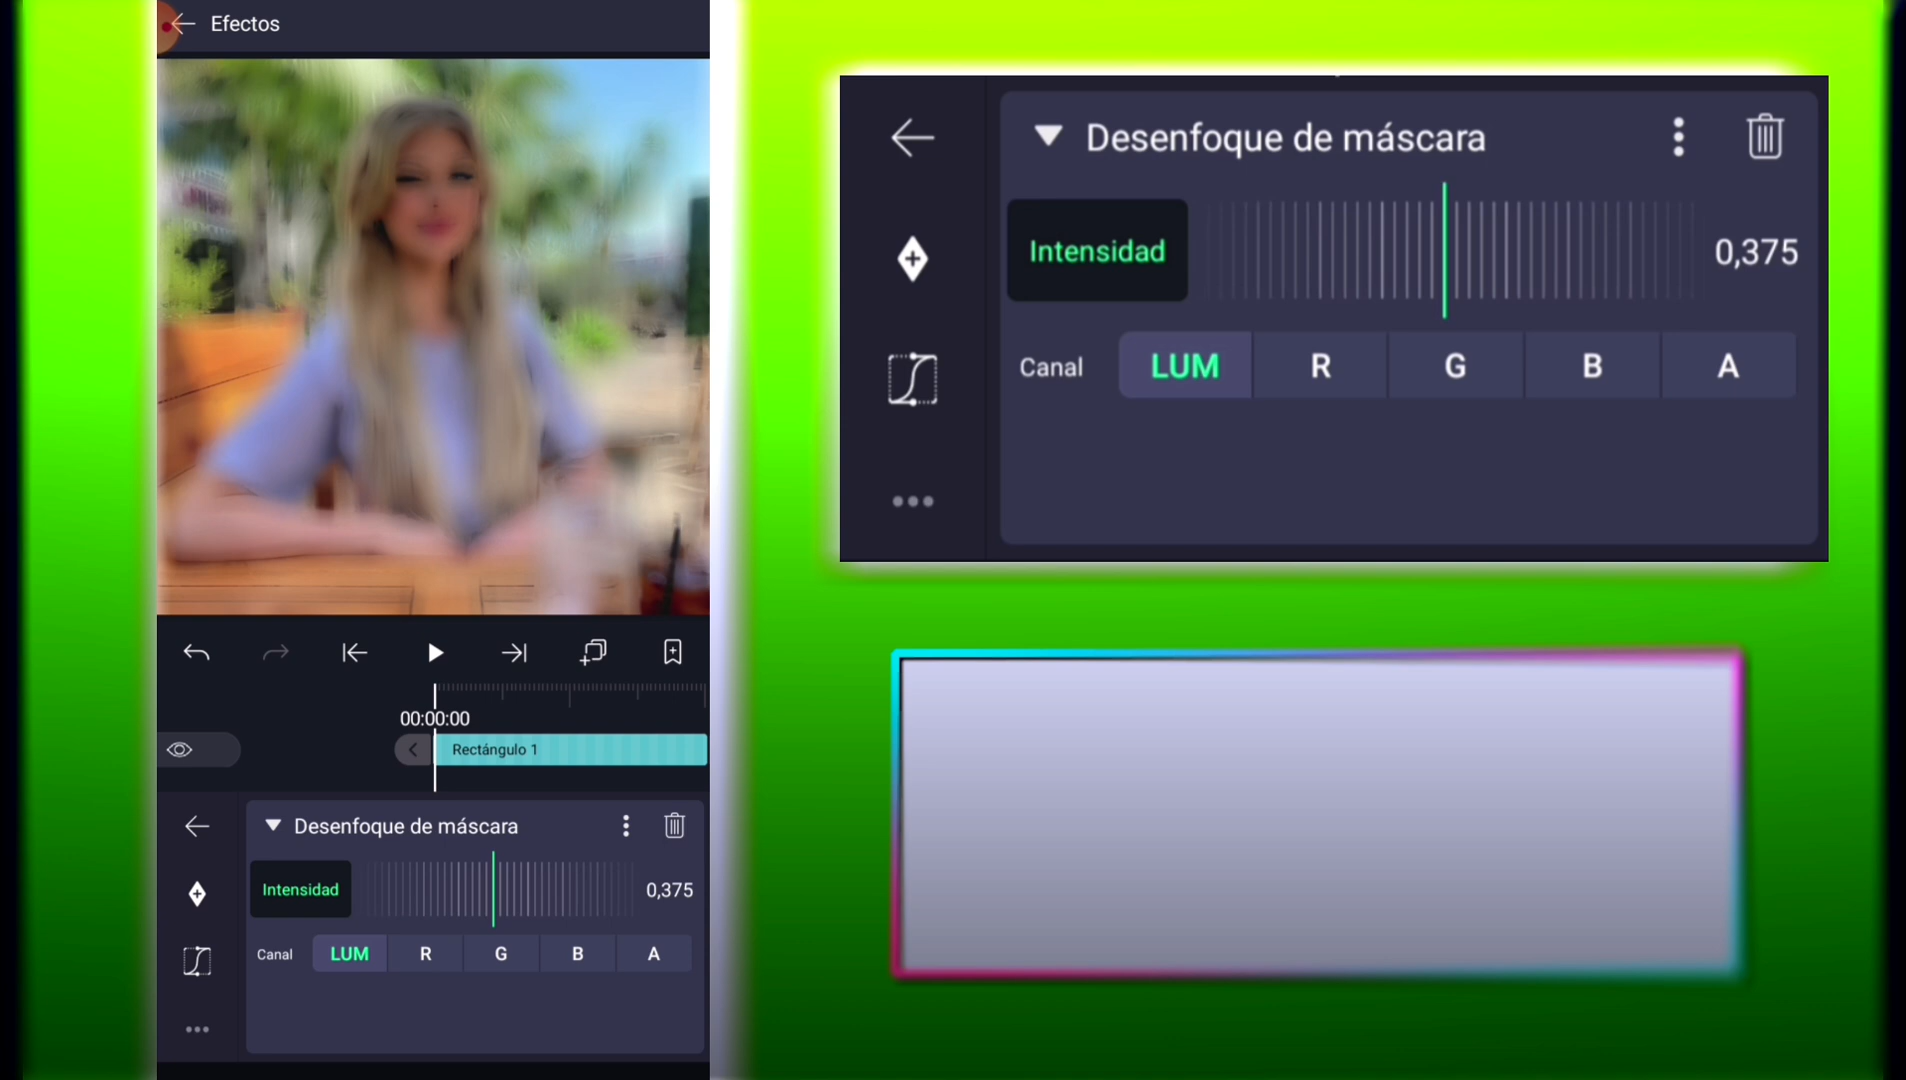 Efectos
00:00:00
Rectángulo 1
Desenfoque de máscara
Intensidad
0,375
Canal LUM R G B A
Desenfoque de máscara
Intensidad
0,375
Canal LUM R G B A